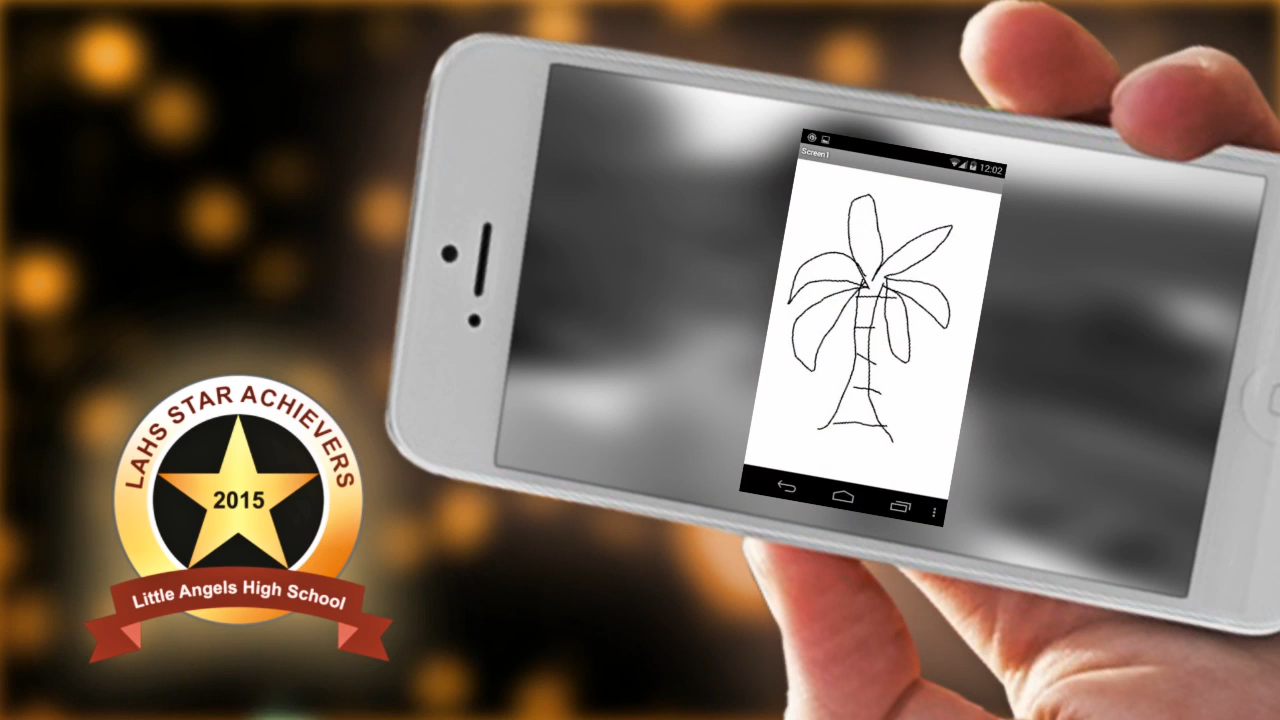 Screen1
12:02
LAHS STAR ACHIEVERS
2015
Little Angels High School